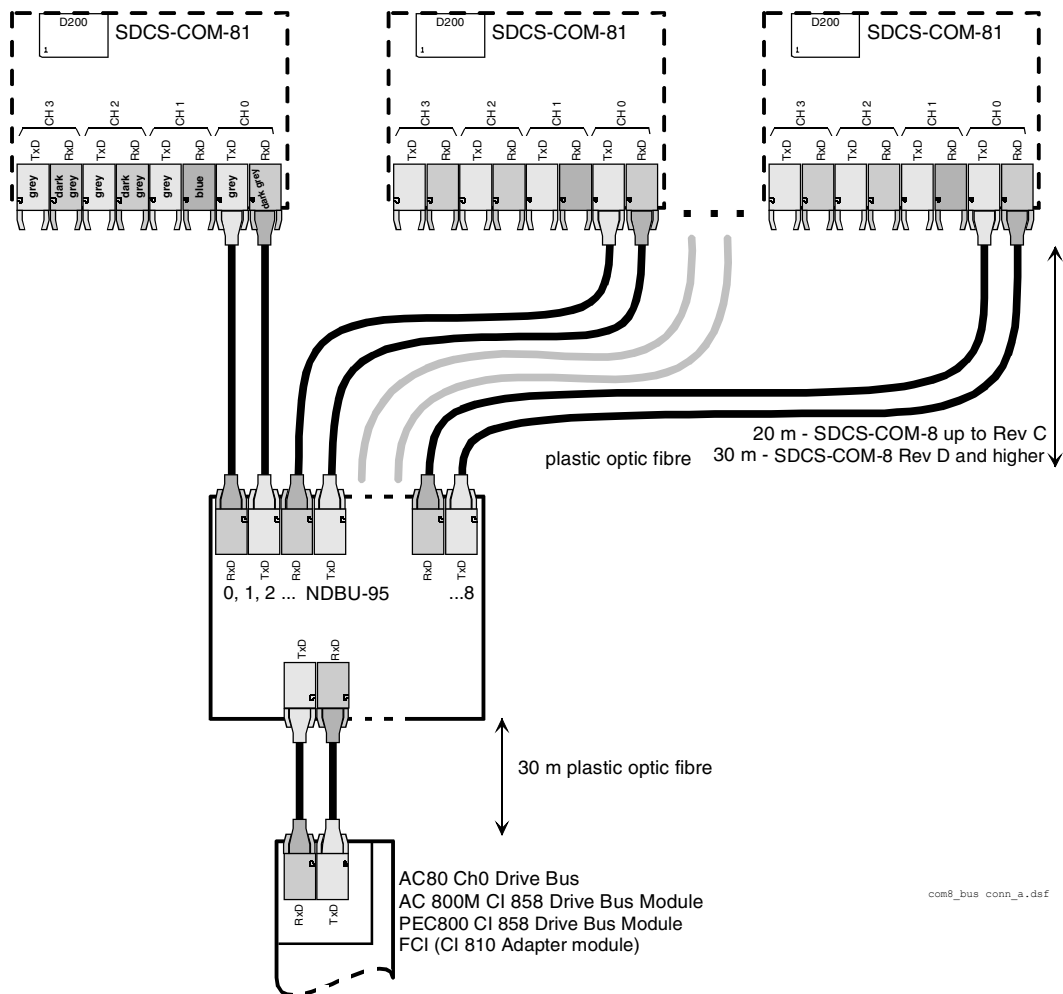 D200
1
SDCS-COM-81
D200
1
SDCS-COM-81
D200
1
SDCS-COM-81
CH 3
CH 2
CH 1
CH 0
CH 3
CH 2
CH 1
CH 0
CH 3
CH 2
CH 1
CH 0
TxD
RxD
TxD
RxD
TxD
RxD
TxD
RxD
TxD
RxD
TxD
RxD
TxD
RxD
TxD
RxD
TxD
RxD
TxD
RxD
TxD
RxD
TxD
RxD
grey
dark
grey
grey
dark
grey
grey
blue
grey
dark grey
20 m - SDCS-COM-8 up to Rev C
plastic optic fibre
30 m - SDCS-COM-8 Rev D and higher
RxD
TxD
RxD
TxD
RxD
TxD
0, 1, 2 ... NDBU-95 ...8
TxD
RxD
30 m plastic optic fibre
RxD
TxD
AC80 Ch0 Drive Bus
AC 800M CI 858 Drive Bus Module
PEC800 CI 858 Drive Bus Module
FCI (CI 810 Adapter module)
com8_bus conn_a.dsf